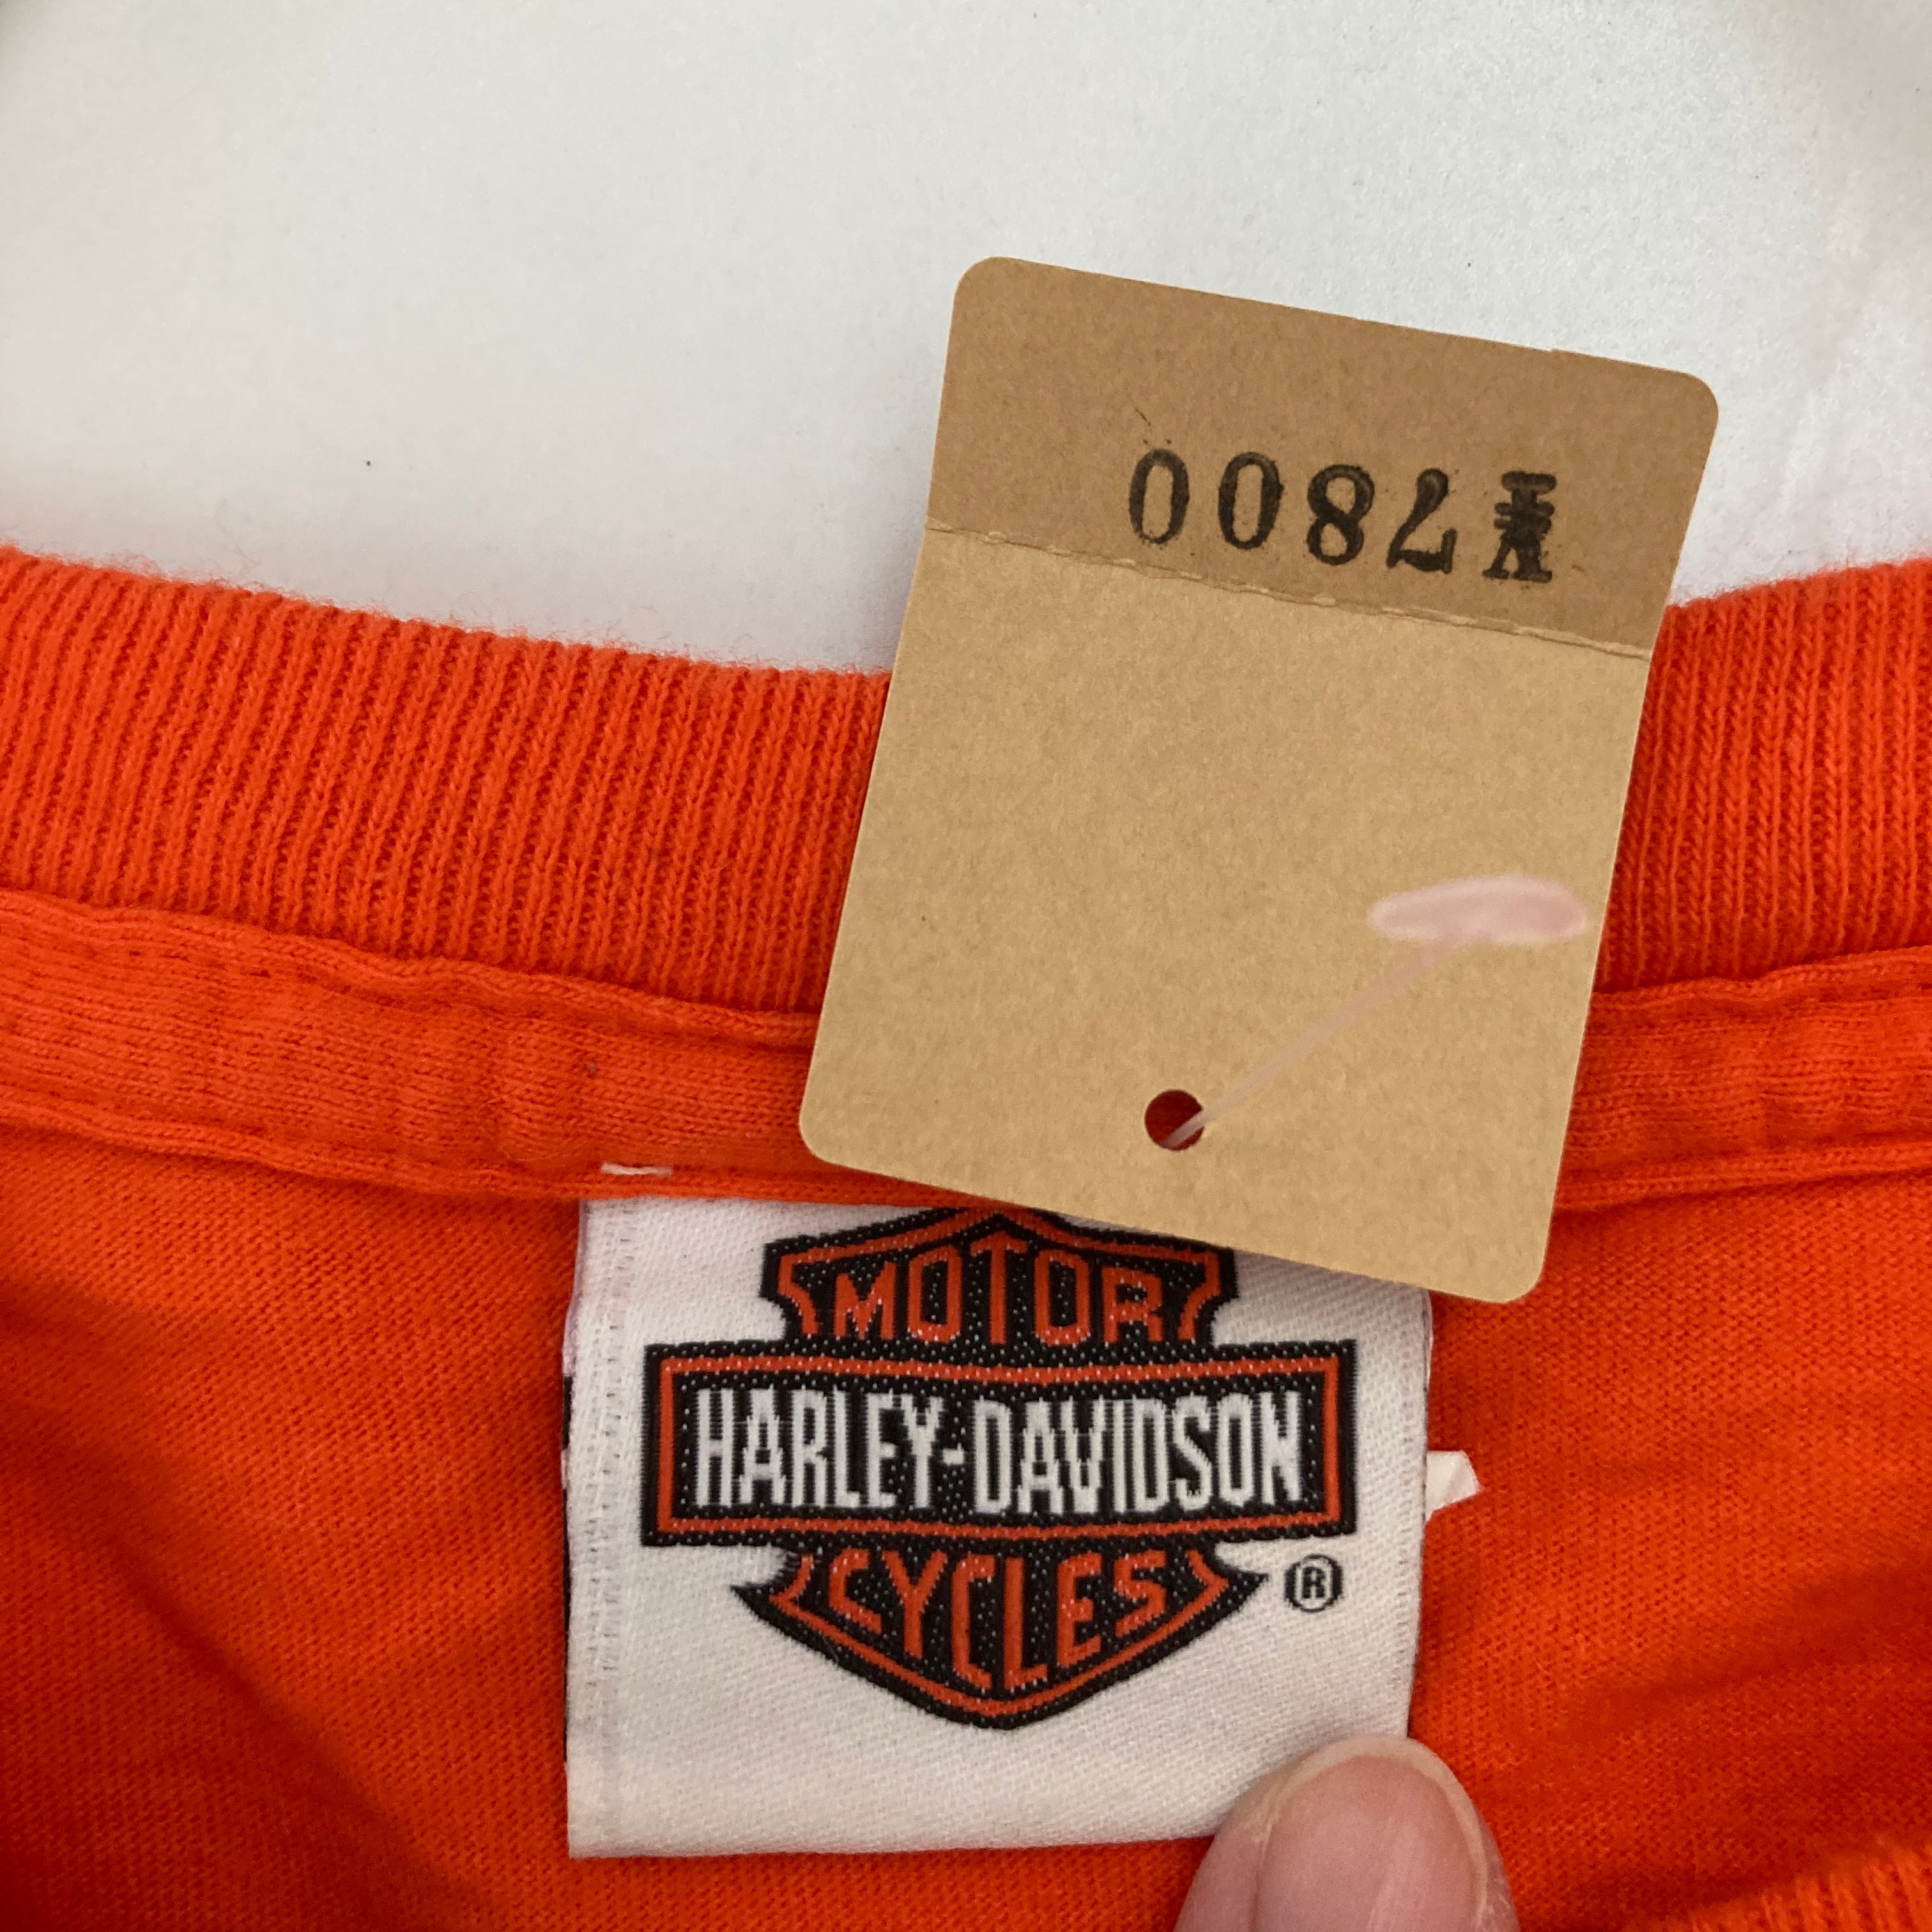 ¥7800
MOTOR
HARLEY-DAVIDSON
CYCLES
®